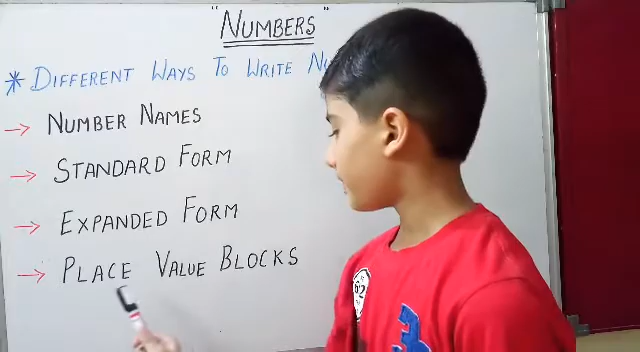 "NUMBERS"
* DIFFERENT WAYS TO WRITE
→ NUMBER NAMES
→ STANDARD FORM
→ EXPANDED FORM
→ PLACE VALUE BLOCKS